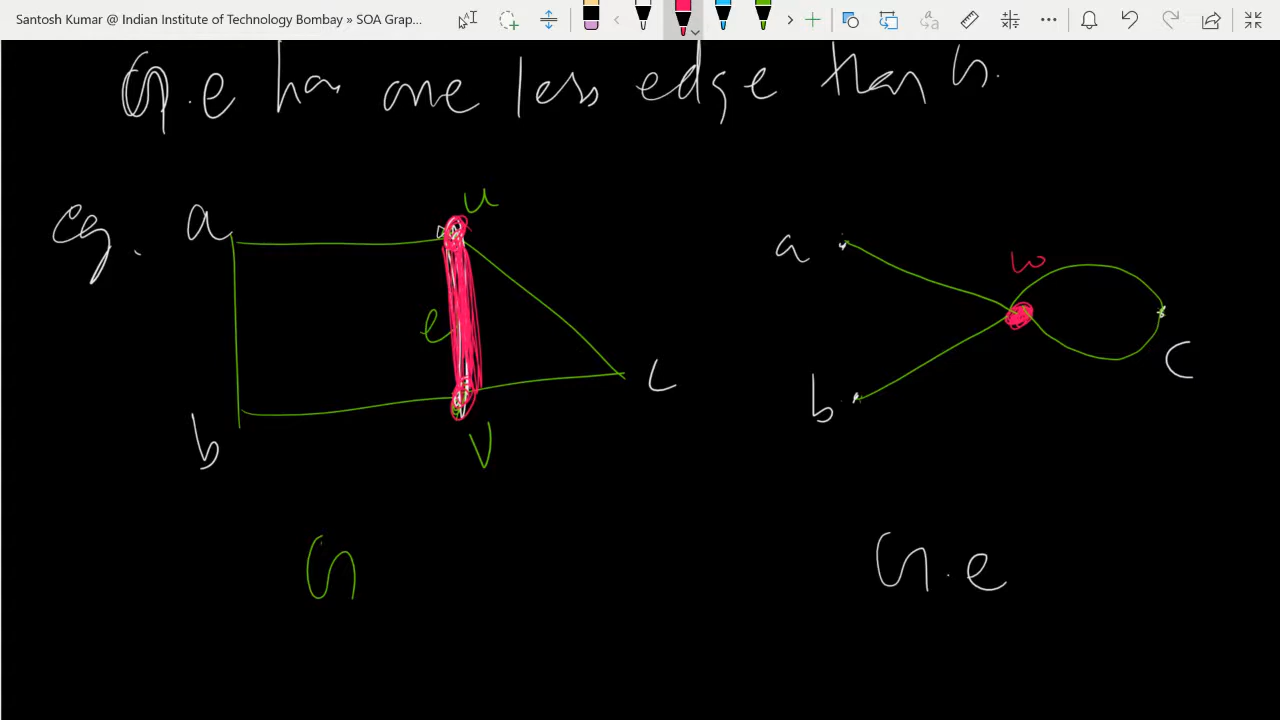 Santosh Kumar @ Indian Institute of Technology Bombay » SOA Grap...
G.e has one less edge than G.
eg.
a
u
e
c
b
v
G
a
w
b
c
G.e